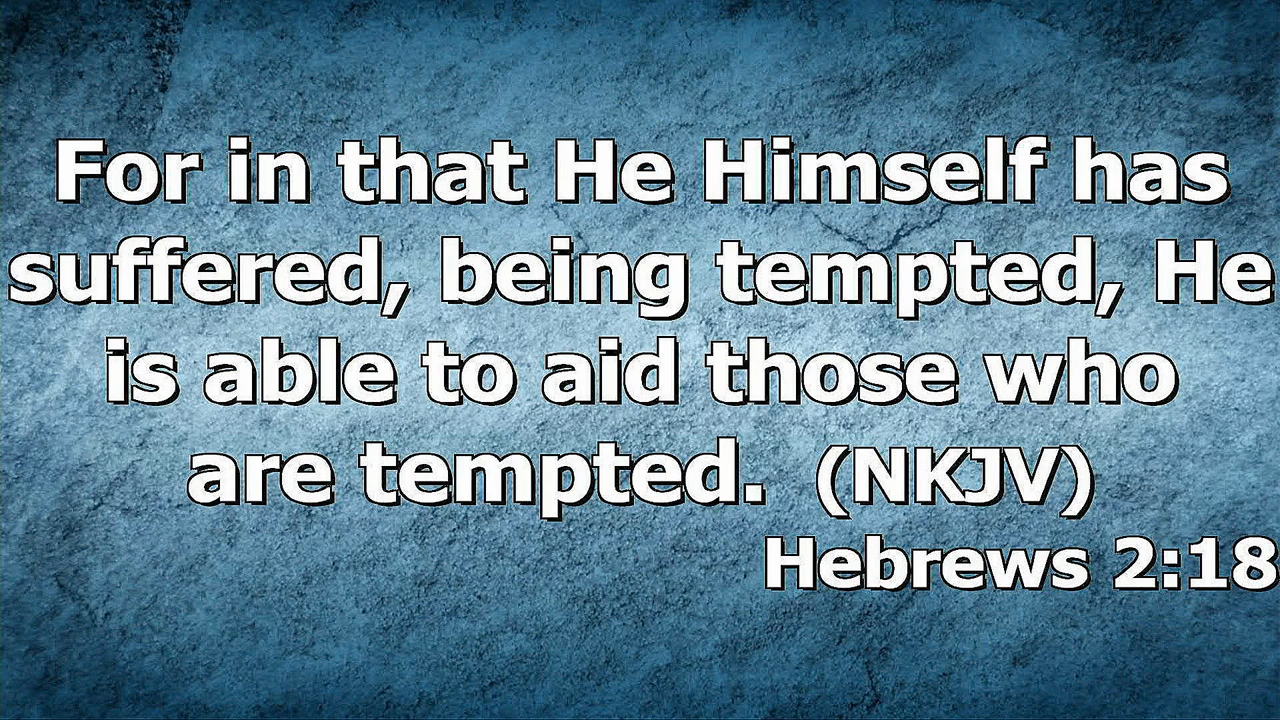 For in that He Himself has
suffered, being tempted, He
is able to aid those who
are tempted. (NKJV)
Hebrews 2:18